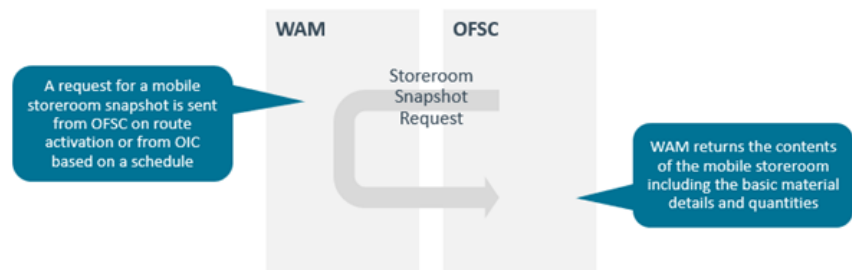 WAM
OFSC
Storeroom
Snapshot
Request
A request for a mobile
storeroom snapshot is sent
from OFSC on route
activation or from OIC
based on a schedule
WAM returns the contents
of the mobile storeroom
including the basic material
details and quantities